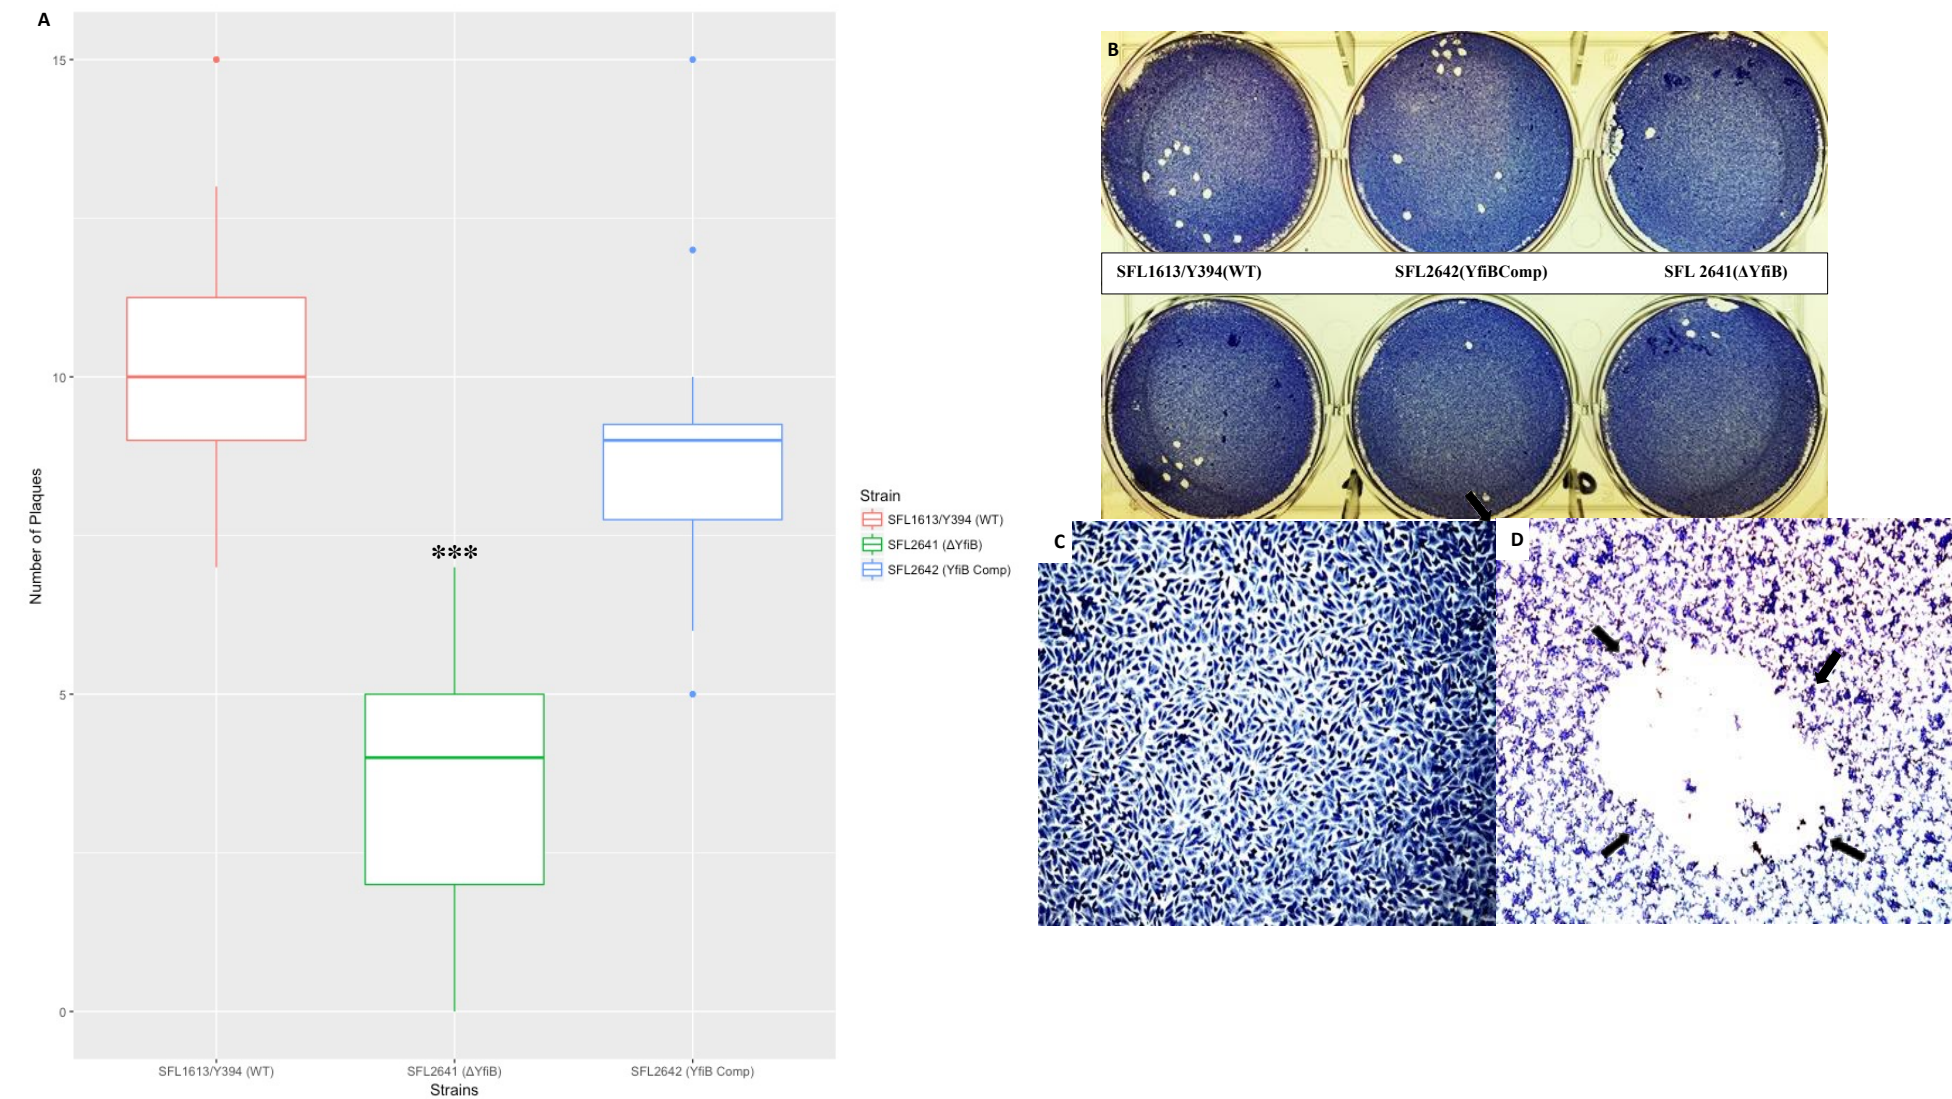 A
15
10
5
0
Number of Plaques
***
SFL1613/Y394 (WT)
SFL2641 (ΔYfiB)
SFL2642 (YfiB Comp)
Strains
Strain
SFL1613/Y394 (WT)
SFL2641 (ΔYfiB)
SFL2642 (YfiB Comp)
B
SFL1613/Y394(WT) SFL2642(YfiBComp) SFL 2641(ΔYfiB)
C
D